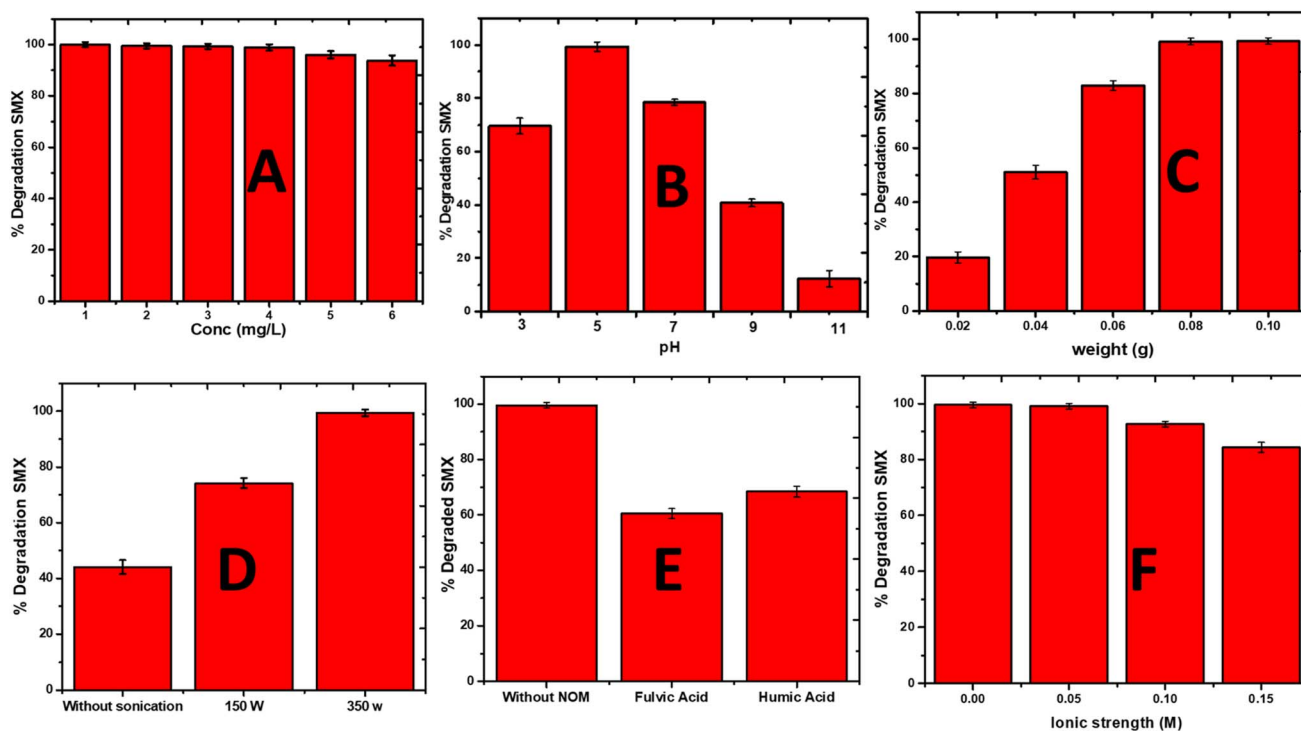 % Degradation SMX
100
80
60
40
20
0
A
1 2 3 4 5 6
Conc (mg/L)
% Degradation SMX
100
80
60
40
20
0
B
3 5 7 9 11
pH
% Degradation SMX
100
80
60
40
20
0
C
0.02 0.04 0.06 0.08 0.10
weight (g)
% Degradation SMX
100
80
60
40
20
0
D
Without sonication 150 W 350 w
% Degraded SMX
100
80
60
40
20
0
E
Without NOM Fulvic Acid Humic Acid
% Degradation SMX
100
80
60
40
20
0
F
0.00 0.05 0.10 0.15
Ionic strength (M)